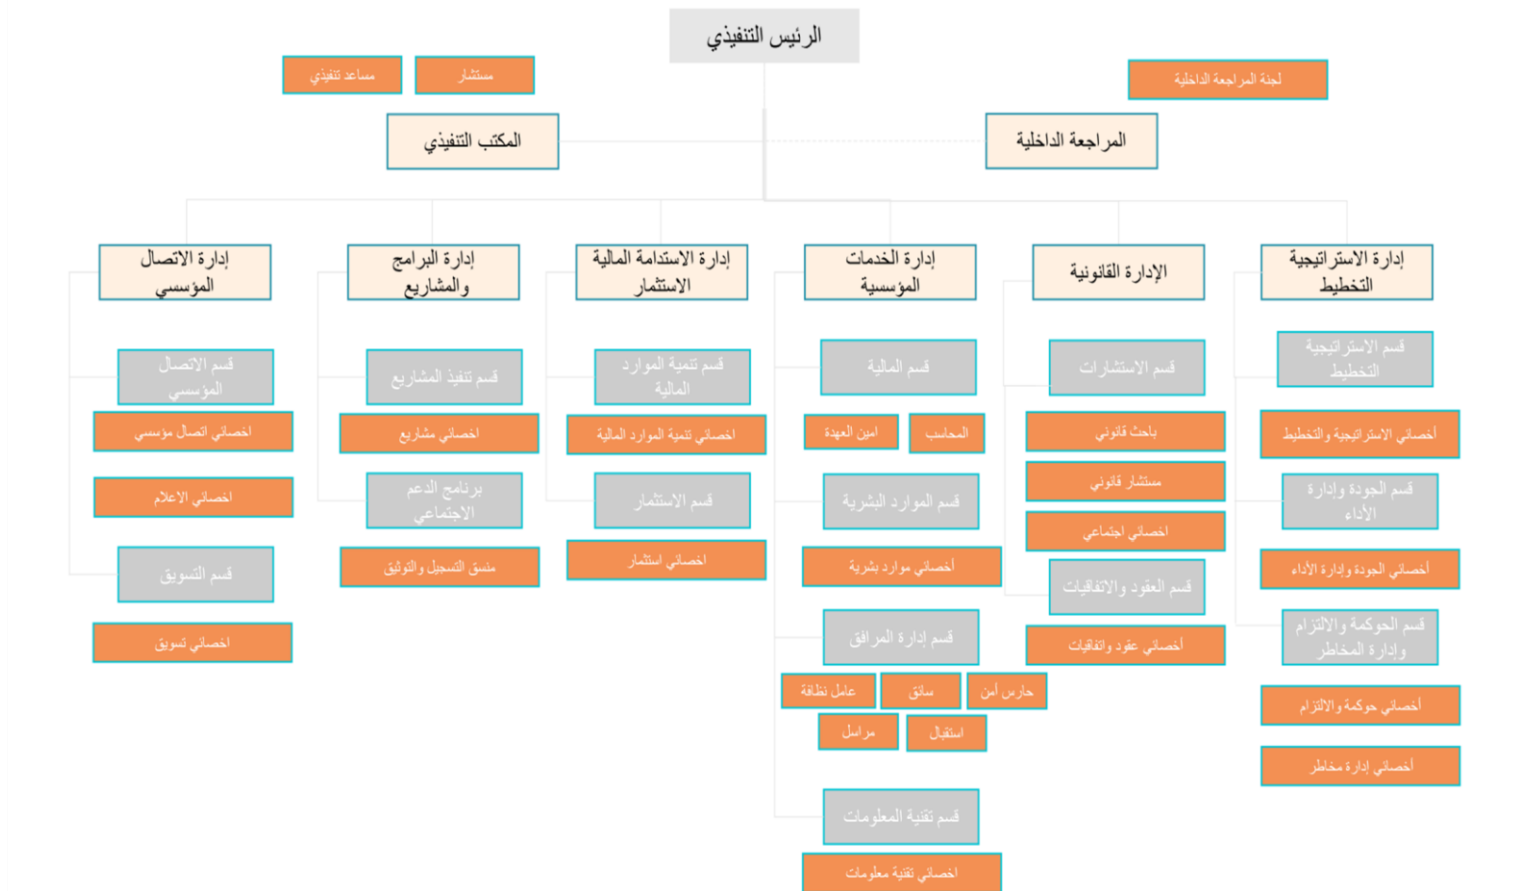 الرئيس التنفيذي
لجنة المراجعة الداخلية
مستشار
مساعد تنفيذي
المراجعة الداخلية
المكتب التنفيذي
إدارة الاستراتيجية
التخطيط
قسم الاستراتيجية
التخطيط
أخصائي الاستراتيجية والتخطيط
قسم الجودة وإدارة
الأداء
أخصائي الجودة وإدارة الأداء
قسم الحوكمة والالتزام
وإدارة المخاطر
أخصائي حوكمة والالتزام
أخصائي إدارة مخاطر
الإدارة القانونية
قسم الاستشارات
باحث قانوني
مستشار قانوني
اخصائي اجتماعي
قسم العقود والاتفاقيات
أخصائي عقود واتفاقيات
إدارة الخدمات
المؤسسية
قسم المالية
المحاسب
امين العهدة
قسم الموارد البشرية
أخصائي موارد بشرية
قسم إدارة المرافق
حارس أمن
سائق
عامل نظافة
استقبال
مراسل
قسم تقنية المعلومات
اخصائي تقنية معلومات
إدارة الاستدامة المالية
الاستثمار
قسم تنمية الموارد
المالية
اخصائي تنمية الموارد المالية
قسم الاستثمار
اخصائي استثمار
إدارة البرامج
والمشاريع
قسم تنفيذ المشاريع
اخصائي مشاريع
برنامج الدعم
الاجتماعي
منسق التسجيل والتوثيق
إدارة الاتصال
المؤسسي
قسم الاتصال
المؤسسي
اخصائي اتصال مؤسسي
اخصائي الاعلام
قسم التسويق
اخصائي تسويق